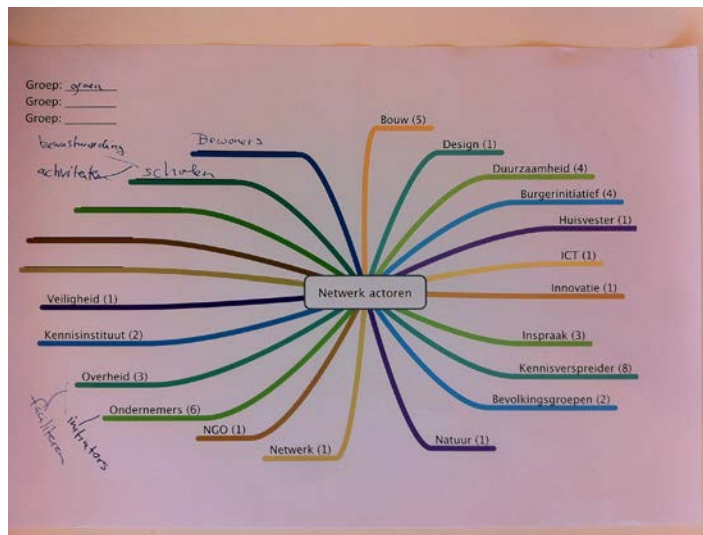 Groep: groen
Groep:
Groep:
bewustwording
activiteiten
Bewoners
scholen
Bouw (5)
Design (1)
Duurzaamheid (4)
Burgerinitiatief (4)
Huisvester (1)
ICT (1)
Innovatie (1)
Inspraak (3)
Kennisverspreider (8)
Bevolkingsgroepen (2)
Natuur (1)
Netwerk actoren
Veiligheid (1)
Kennisinstituut (2)
Overheid (3)
Ondernemers (6)
NGO (1)
Netwerk (1)
faciliteren
initiators